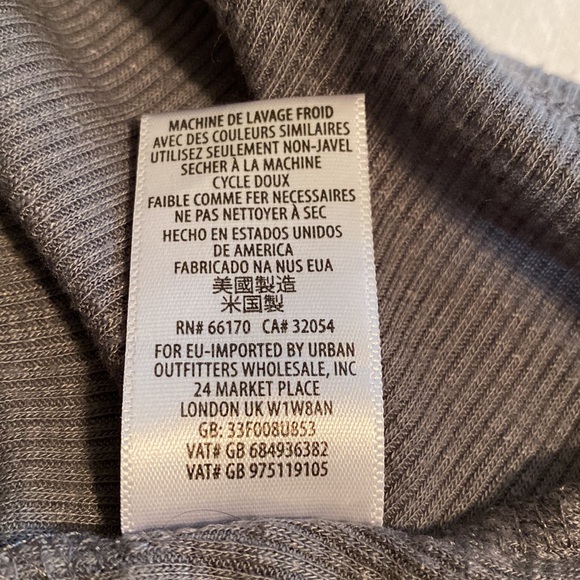 MACHINE DE LAVAGE FROID
AVEC DES COULEURS SIMILAIRES
UTILISEZ SEULEMENT NON-JAVEL
SECHER À LA MACHINE
CYCLE DOUX
FAIBLE COMME FER NECESSAIRES
NE PAS NETTOYER À SEC
HECHO EN ESTADOS UNIDOS
DE AMERICA
FABRICADO NA NUS EUA
美國製造
米国製
RN# 66170 CA# 32054
FOR EU-IMPORTED BY URBAN
OUTFITTERS WHOLESALE, INC
24 MARKET PLACE
LONDON UK W1W8AN
GB: 33F008U853
VAT# GB 684936382
VAT# GB 975119105